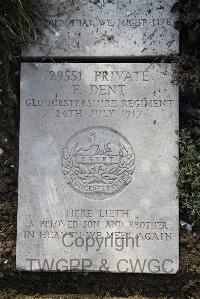 THAT WE MIGHT LIVE
29551 PRIVATE
F. DENT
GLOUCESTERSHIRE REGIMENT
24TH JULY 1917
EGYPT
GLOUCESTERSHIRE
HERE LIETH
A BELOVED SON AND BROTHER
IN HEAVEN WE MEET AGAIN
Copyright
TWGPP & CWGC